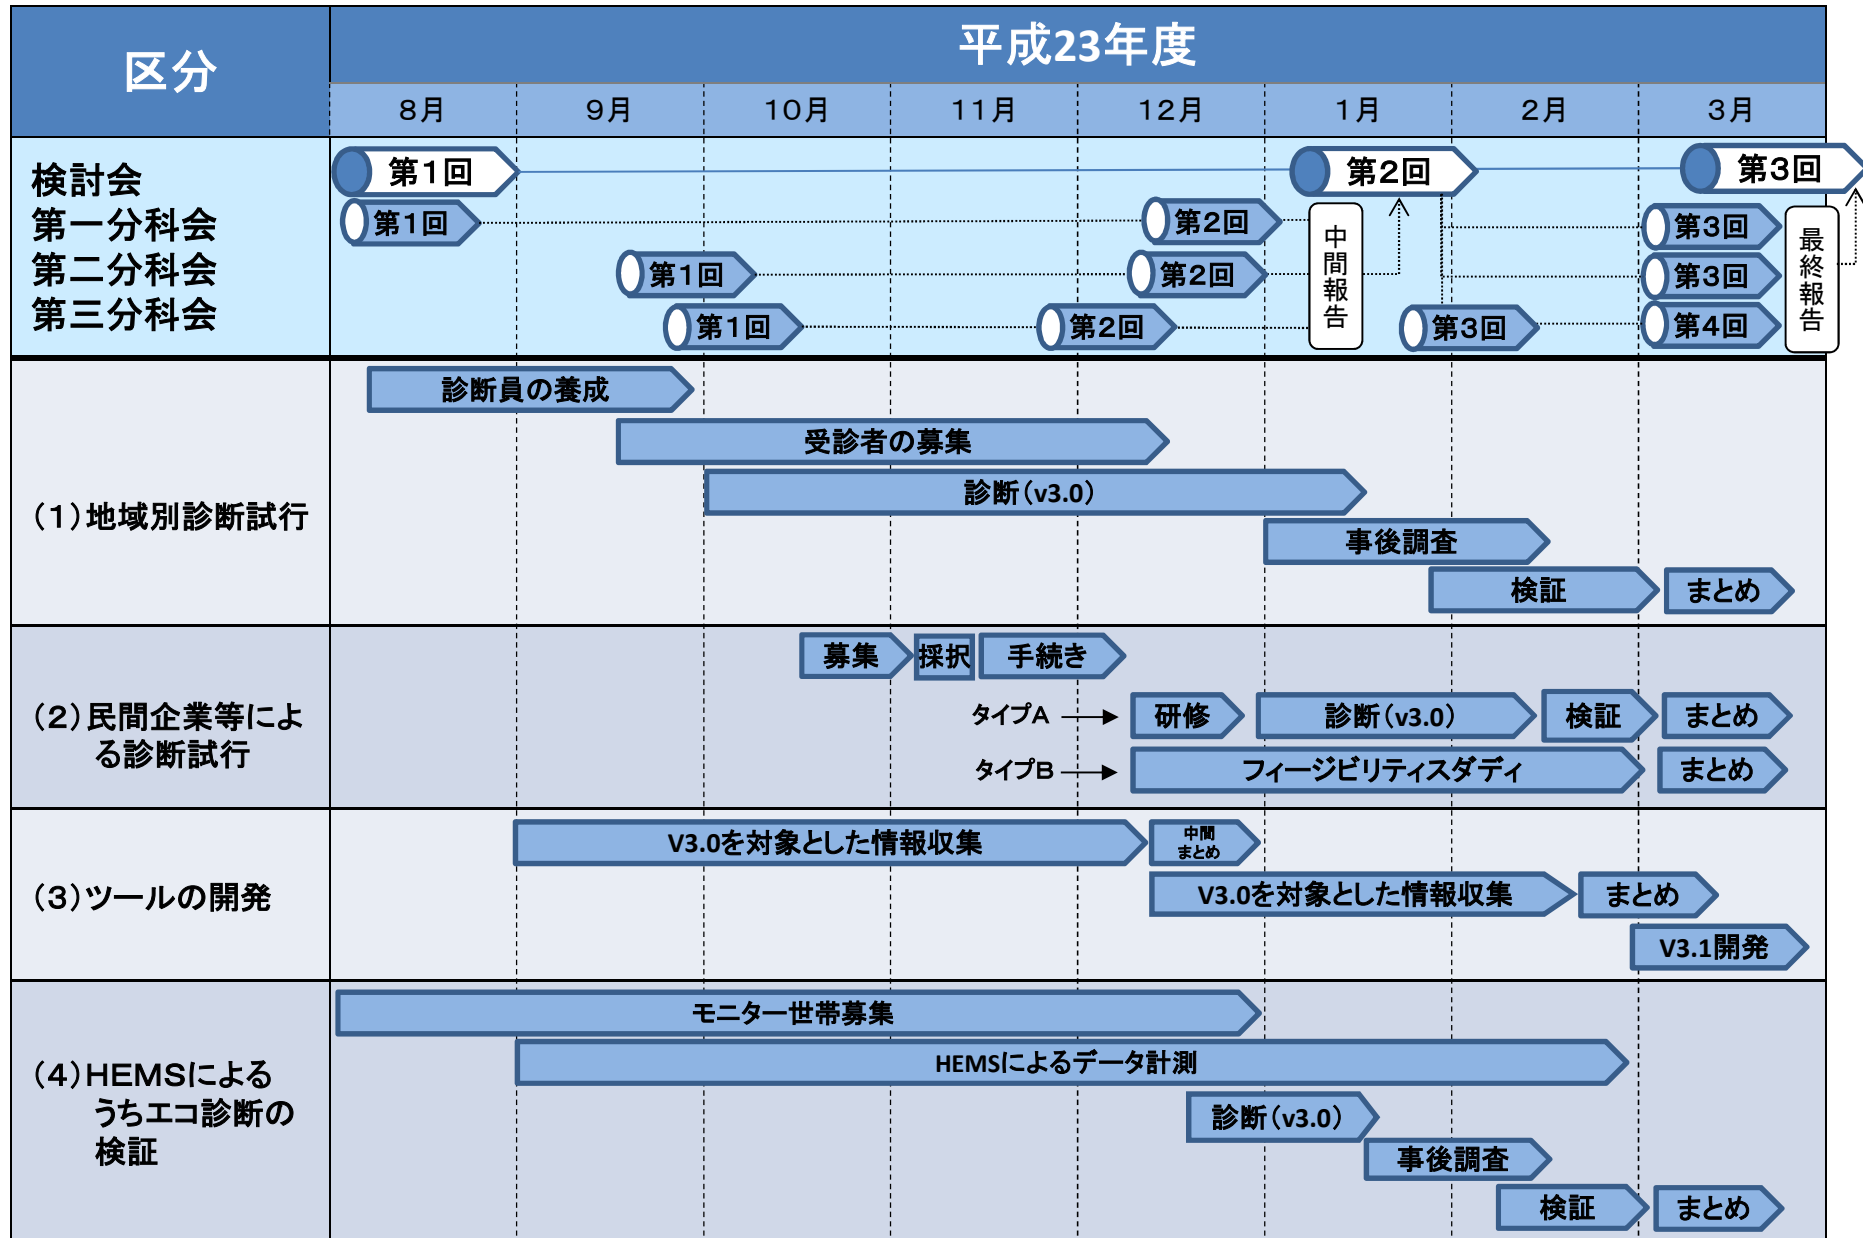 区分
平成23年度
８月
９月
１０月
１１月
１２月
１月
２月
３月
検討会
第一分科会
第二分科会
第三分科会
第１回
第２回
第３回
第１回
第２回
第３回
第１回
第２回
第３回
第１回
第２回
第３回
第４回
中間報告
最終報告
（１）地域別診断試行
診断員の養成
受診者の募集
診断（v3.0）
事後調査
検証
まとめ
（２）民間企業等によ
る診断試行
募集
採択
手続き
タイプA
研修
診断（v3.0）
検証
まとめ
タイプB
フィージビリティスダディ
まとめ
（３）ツールの開発
V3.0を対象とした情報収集
中間
まとめ
V3.0を対象とした情報収集
まとめ
V3.1開発
（４）HEMSによる
うちエコ診断の
検証
モニター世帯募集
HEMSによるデータ計測
診断（v3.0）
事後調査
検証
まとめ